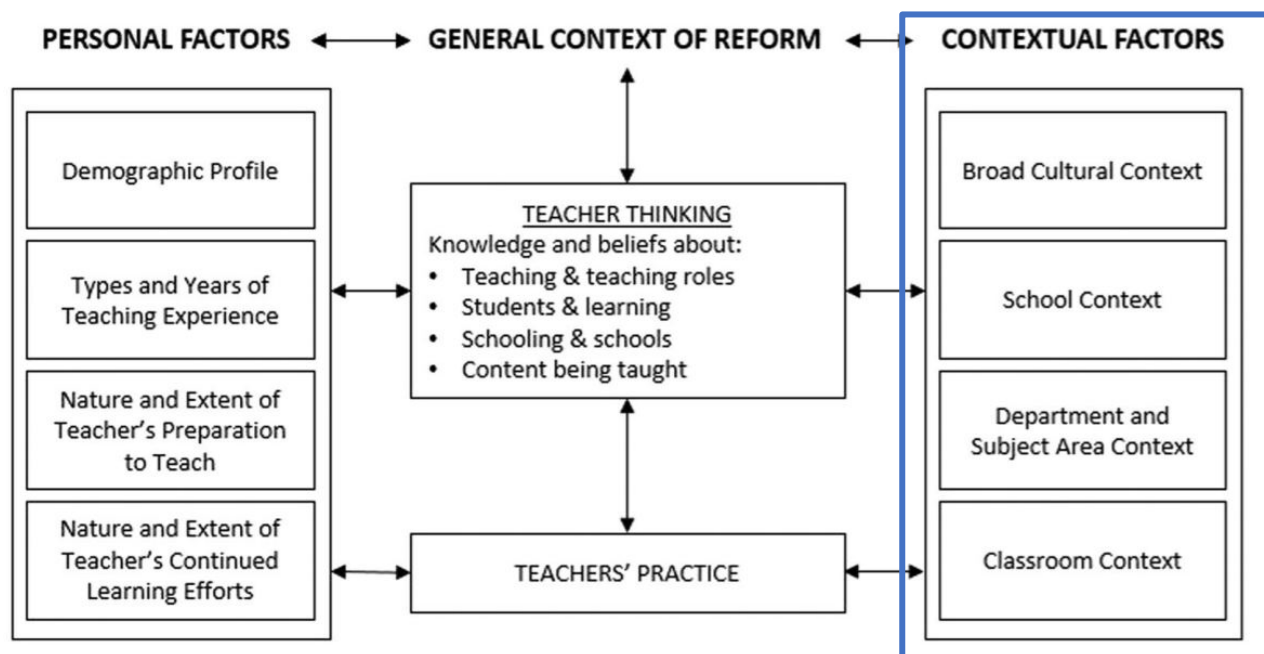 PERSONAL FACTORS
GENERAL CONTEXT OF REFORM
CONTEXTUAL FACTORS
Demographic Profile
Types and Years of
Teaching Experience
Nature and Extent of
Teacher's Preparation
to Teach
Nature and Extent of
Teacher's Continued
Learning Efforts
TEACHER THINKING
Knowledge and beliefs about:
• Teaching & teaching roles
• Students & learning
• Schooling & schools
• Content being taught
TEACHERS' PRACTICE
Broad Cultural Context
School Context
Department and
Subject Area Context
Classroom Context